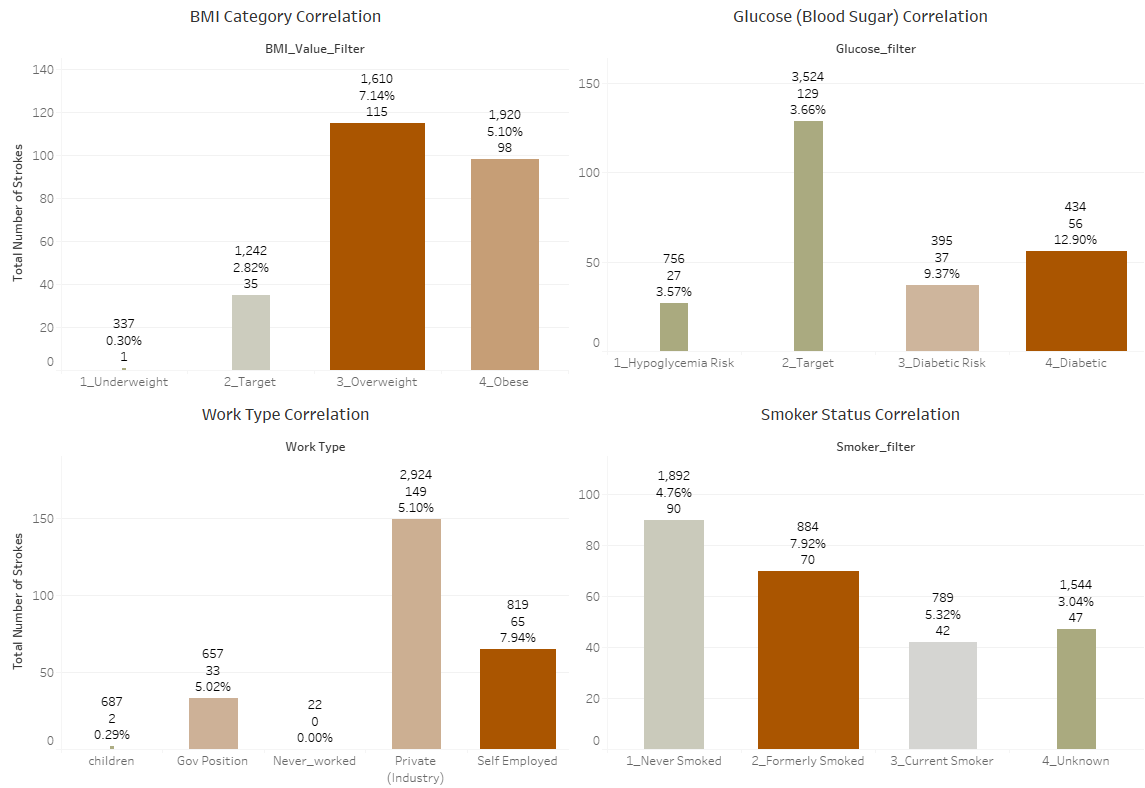 BMI Category Correlation
BMI_Value_Filter
Total Number of Strokes
140
120
100
80
60
40
20
0
337
0.30%
1
1,242
2.82%
35
1,610
7.14%
115
1,920
5.10%
98
1_Underweight
2_Target
3_Overweight
4_Obese
Glucose (Blood Sugar) Correlation
Glucose_filter
150
100
50
0
756
27
3.57%
3,524
129
3.66%
395
37
9.37%
434
56
12.90%
1_Hypoglycemia Risk
2_Target
3_Diabetic Risk
4_Diabetic
Work Type Correlation
Work Type
Total Number of Strokes
150
100
50
0
687
2
0.29%
657
33
5.02%
22
0
0.00%
2,924
149
5.10%
819
65
7.94%
children
Gov Position
Never_worked
Private
(Industry)
Self Employed
Smoker Status Correlation
Smoker_filter
100
80
60
40
20
0
1,892
4.76%
90
884
7.92%
70
789
5.32%
42
1,544
3.04%
47
1_Never Smoked
2_Formerly Smoked
3_Current Smoker
4_Unknown